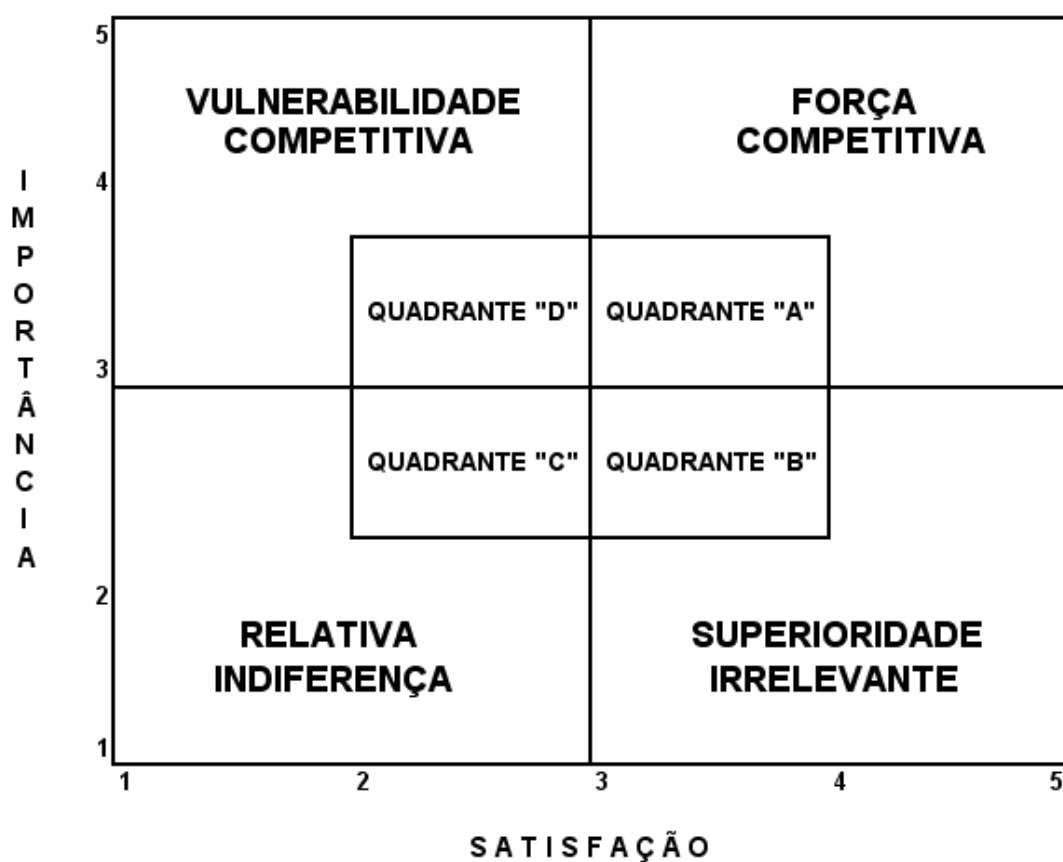 5
VULNERABILIDADE
COMPETITIVA
FORÇA
COMPETITIVA
4
IMPORTÂNCIA
QUADRANTE "D"
QUADRANTE "A"
3
QUADRANTE "C"
QUADRANTE "B"
2
RELATIVA
INDIFERENÇA
SUPERIORIDADE
IRRELEVANTE
1
1 2 3 4 5
SATISFAÇÃO